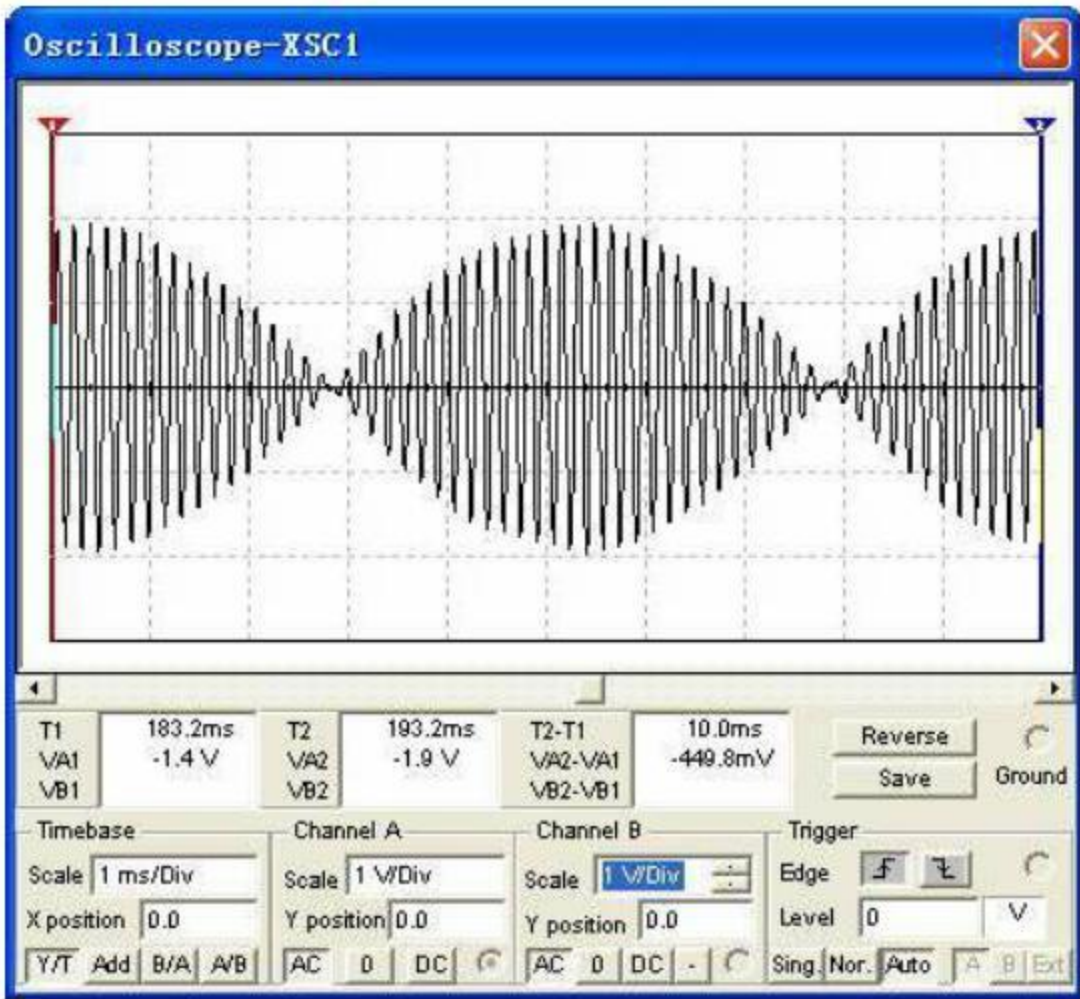 Oscilloscope-XSC1
1 2
T1 183.2ms T2 193.2ms T2-T1 10.0ms Reverse
VA1 -1.4 V VA2 -1.9 V VA2-VA1 -449.8mV
VB1 VB2 VB2-VB1 Save Ground
Timebase Channel A Channel B Trigger
Scale 1 ms/Div Scale 1 V/Div Scale 1 V/Div Edge
X position 0.0 Y position 0.0 Y position 0.0 Level 0 V
Y/T Add B/A A/B AC 0 DC AC 0 DC - Sing. Nor. Auto A B Ext